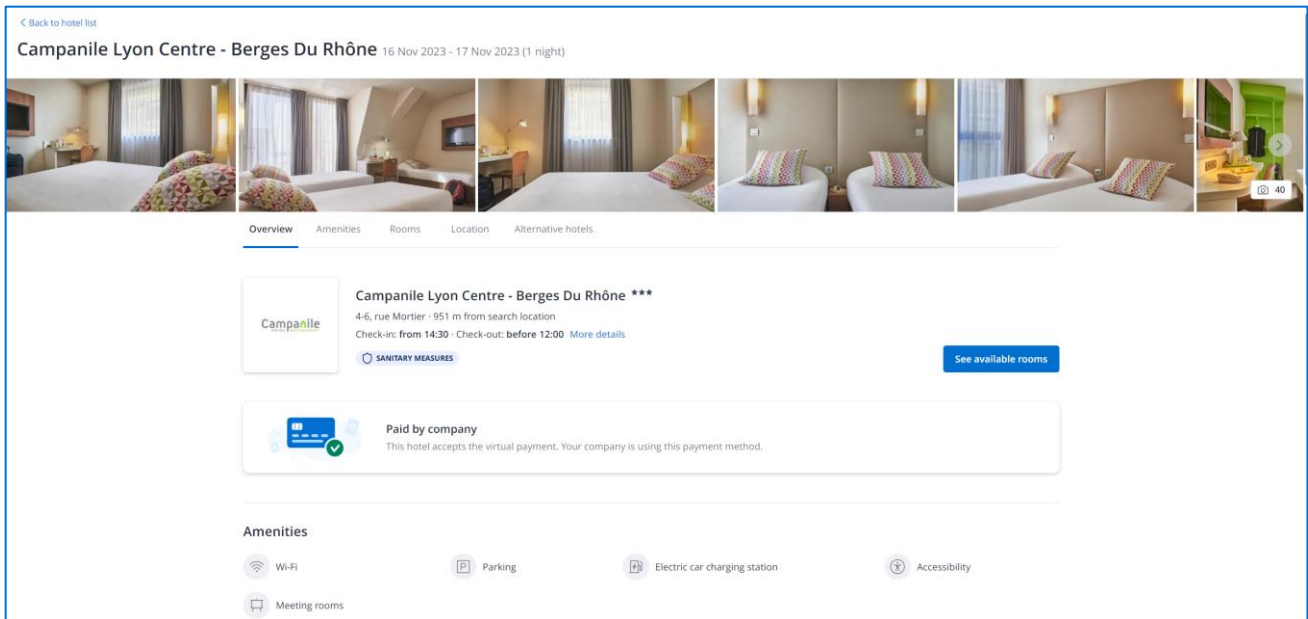 < Back to hotel list
Campanile Lyon Centre - Berges Du Rhône 16 Nov 2023 - 17 Nov 2023 (1 night)
40
Overview Amenities Rooms Location Alternative hotels
Campanile Lyon Centre - Berges Du Rhône ***
Campanile
4-6, rue Mortier · 951 m from search location
Check-in: from 14:30 · Check-out: before 12:00 More details
SANITARY MEASURES
See available rooms
Paid by company
This hotel accepts the virtual payment. Your company is using this payment method.
Amenities
Wi-Fi P Parking Electric car charging station Accessibility
Meeting rooms